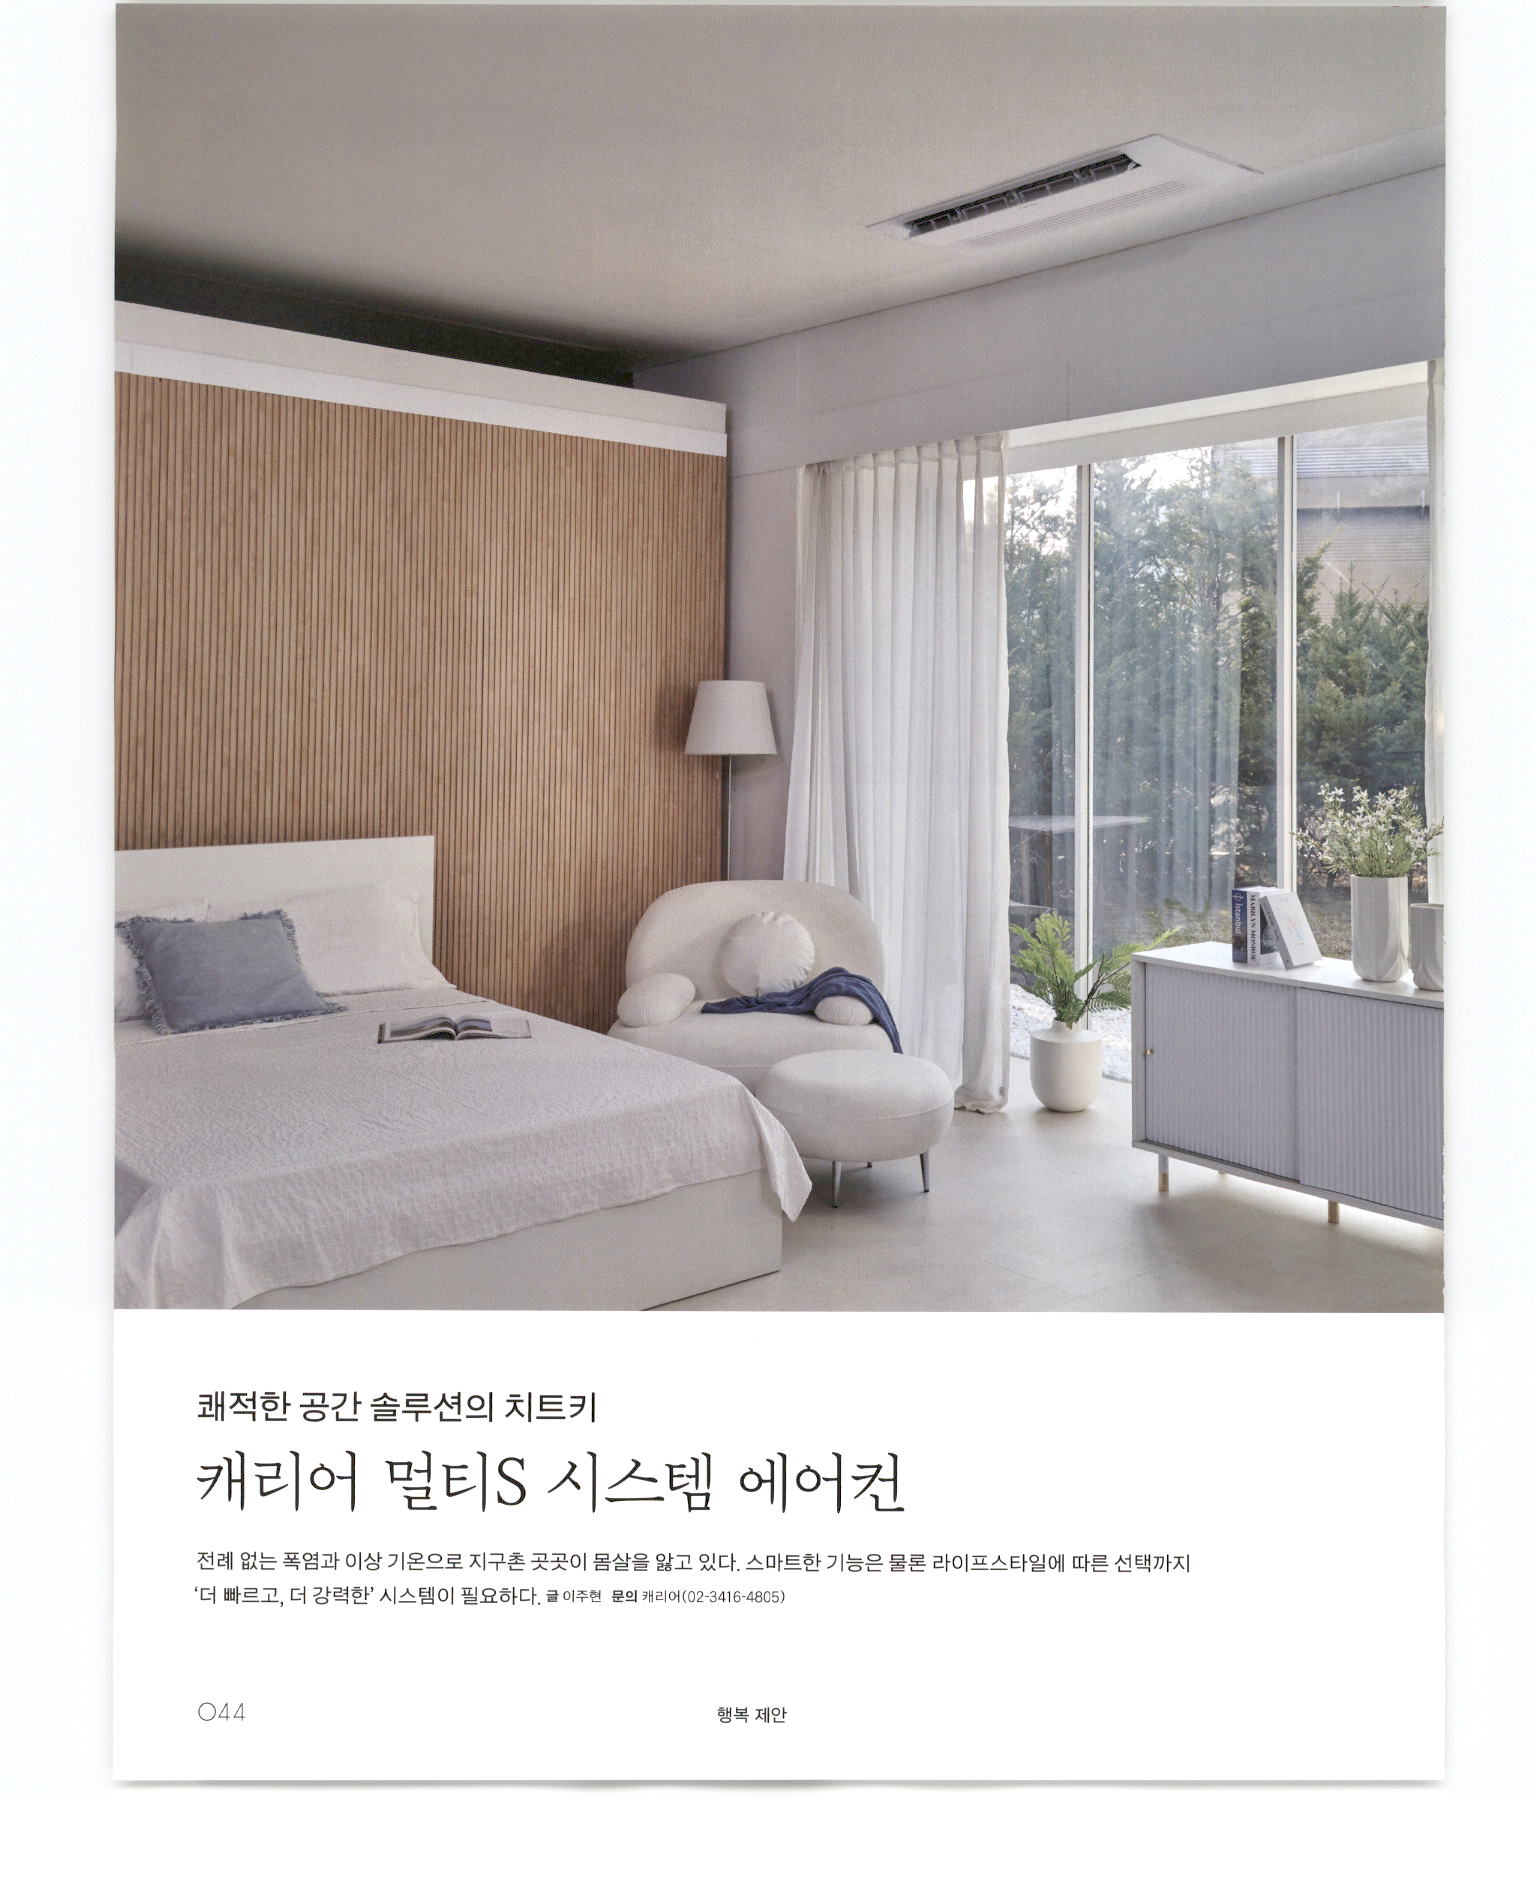 Istanbul
MARILYN MONROE
쾌적한 공간 솔루션의 치트키
캐리어 멀티S 시스템 에어컨
전례 없는 폭염과 이상 기온으로 지구촌 곳곳이 몸살을 앓고 있다. 스마트한 기능은 물론 라이프스타일에 따른 선택까지
‘더 빠르고, 더 강력한’ 시스템이 필요하다. 글 이주현 문의 캐리어(02-3416-4805)
044
행복 제안